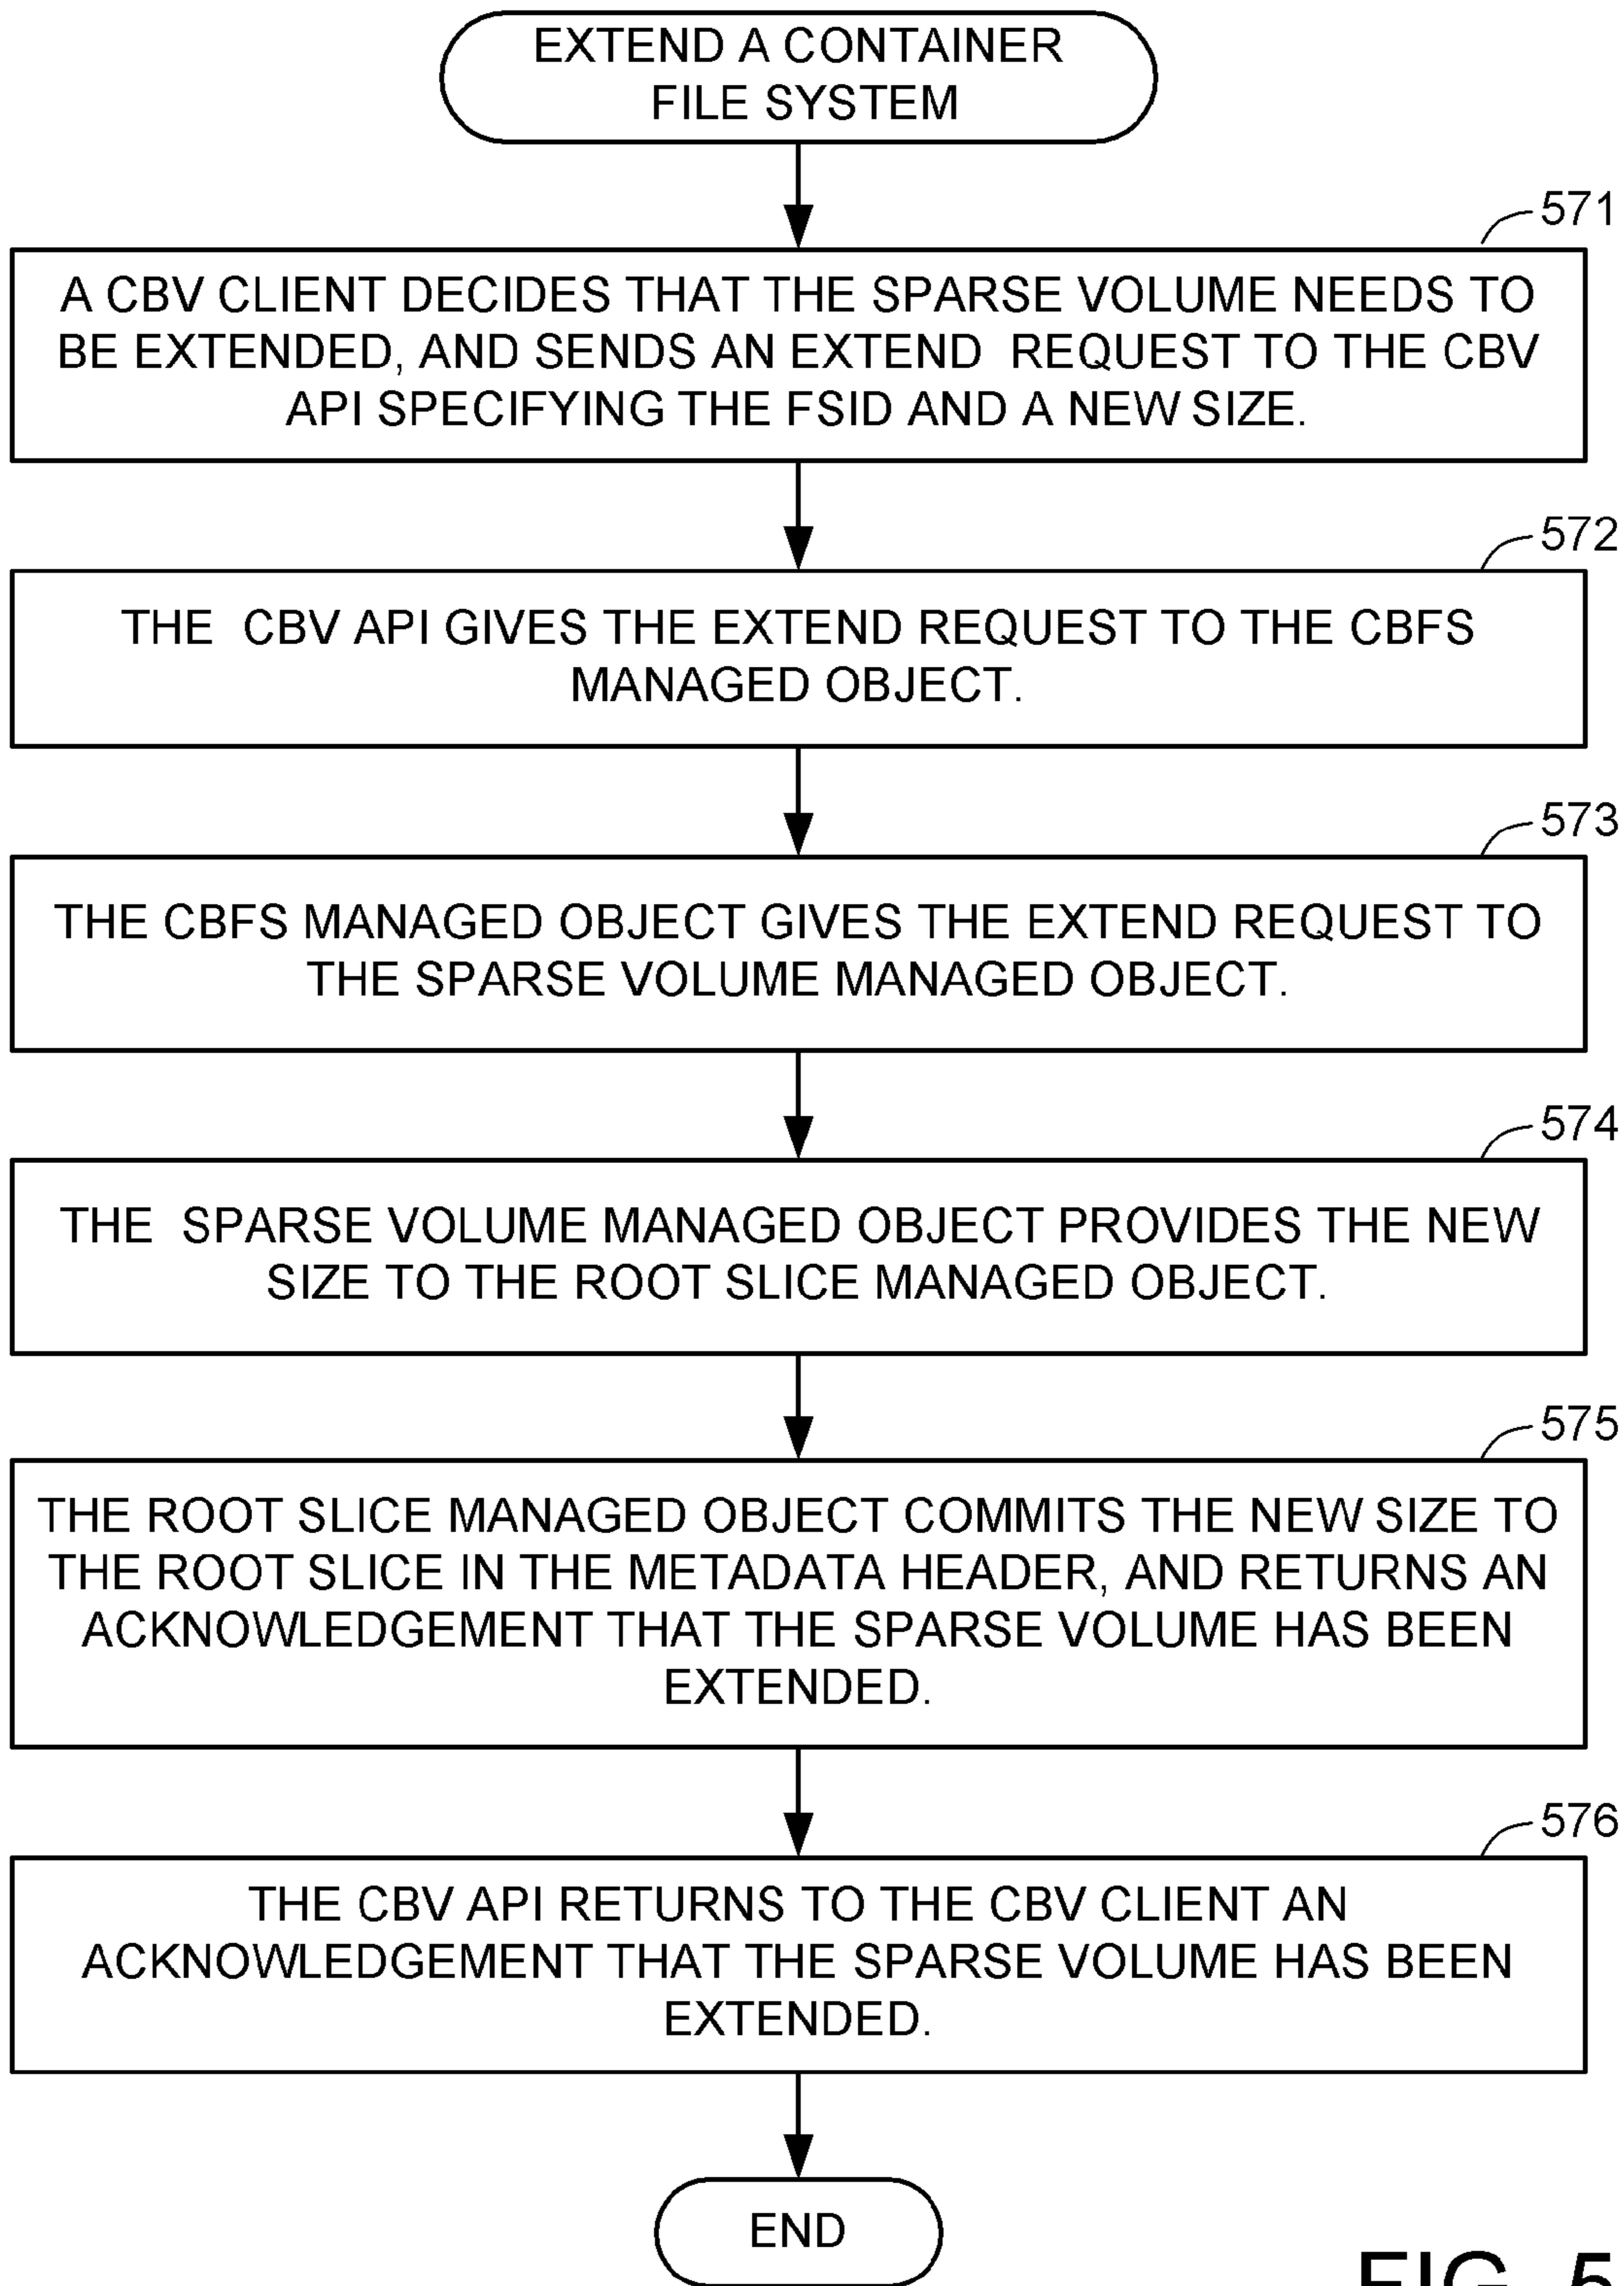 EXTEND A CONTAINER
FILE SYSTEM
571
A CBV CLIENT DECIDES THAT THE SPARSE VOLUME NEEDS TO
BE EXTENDED, AND SENDS AN EXTEND REQUEST TO THE CBV
API SPECIFYING THE FSID AND A NEW SIZE.
572
THE CBV API GIVES THE EXTEND REQUEST TO THE CBFS
MANAGED OBJECT.
573
THE CBFS MANAGED OBJECT GIVES THE EXTEND REQUEST TO
THE SPARSE VOLUME MANAGED OBJECT.
574
THE SPARSE VOLUME MANAGED OBJECT PROVIDES THE NEW
SIZE TO THE ROOT SLICE MANAGED OBJECT.
575
THE ROOT SLICE MANAGED OBJECT COMMITS THE NEW SIZE TO
THE ROOT SLICE IN THE METADATA HEADER, AND RETURNS AN
ACKNOWLEDGEMENT THAT THE SPARSE VOLUME HAS BEEN
EXTENDED.
576
THE CBV API RETURNS TO THE CBV CLIENT AN
ACKNOWLEDGEMENT THAT THE SPARSE VOLUME HAS BEEN
EXTENDED.
END
FIG. 5